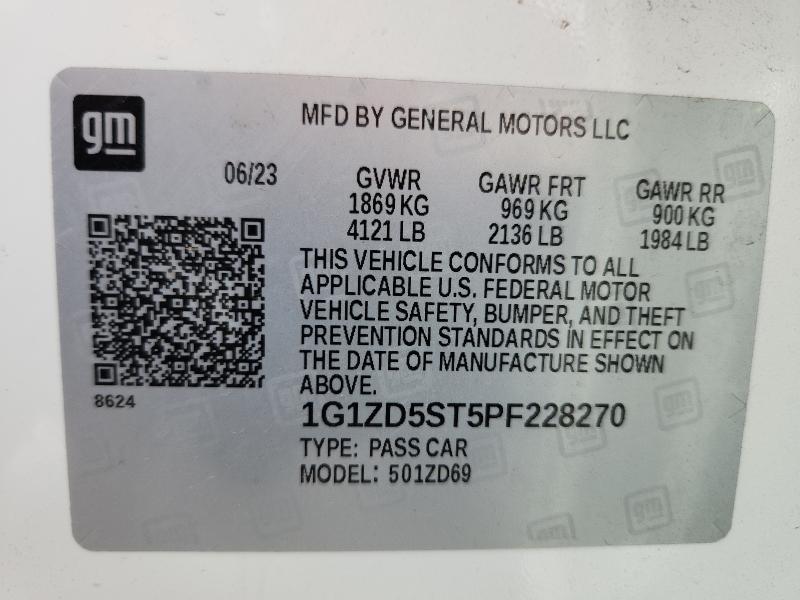 gm
MFD BY GENERAL MOTORS LLC
06/23
GVWR
1869 KG
4121 LB
GAWR FRT
969 KG
2136 LB
GAWR RR
900 KG
1984 LB
THIS VEHICLE CONFORMS TO ALL
APPLICABLE U.S. FEDERAL MOTOR
VEHICLE SAFETY, BUMPER, AND THEFT
PREVENTION STANDARDS IN EFFECT ON
THE DATE OF MANUFACTURE SHOWN
ABOVE.
8624
1G1ZD5ST5PF228270
TYPE: PASS CAR
MODEL: 501ZD69